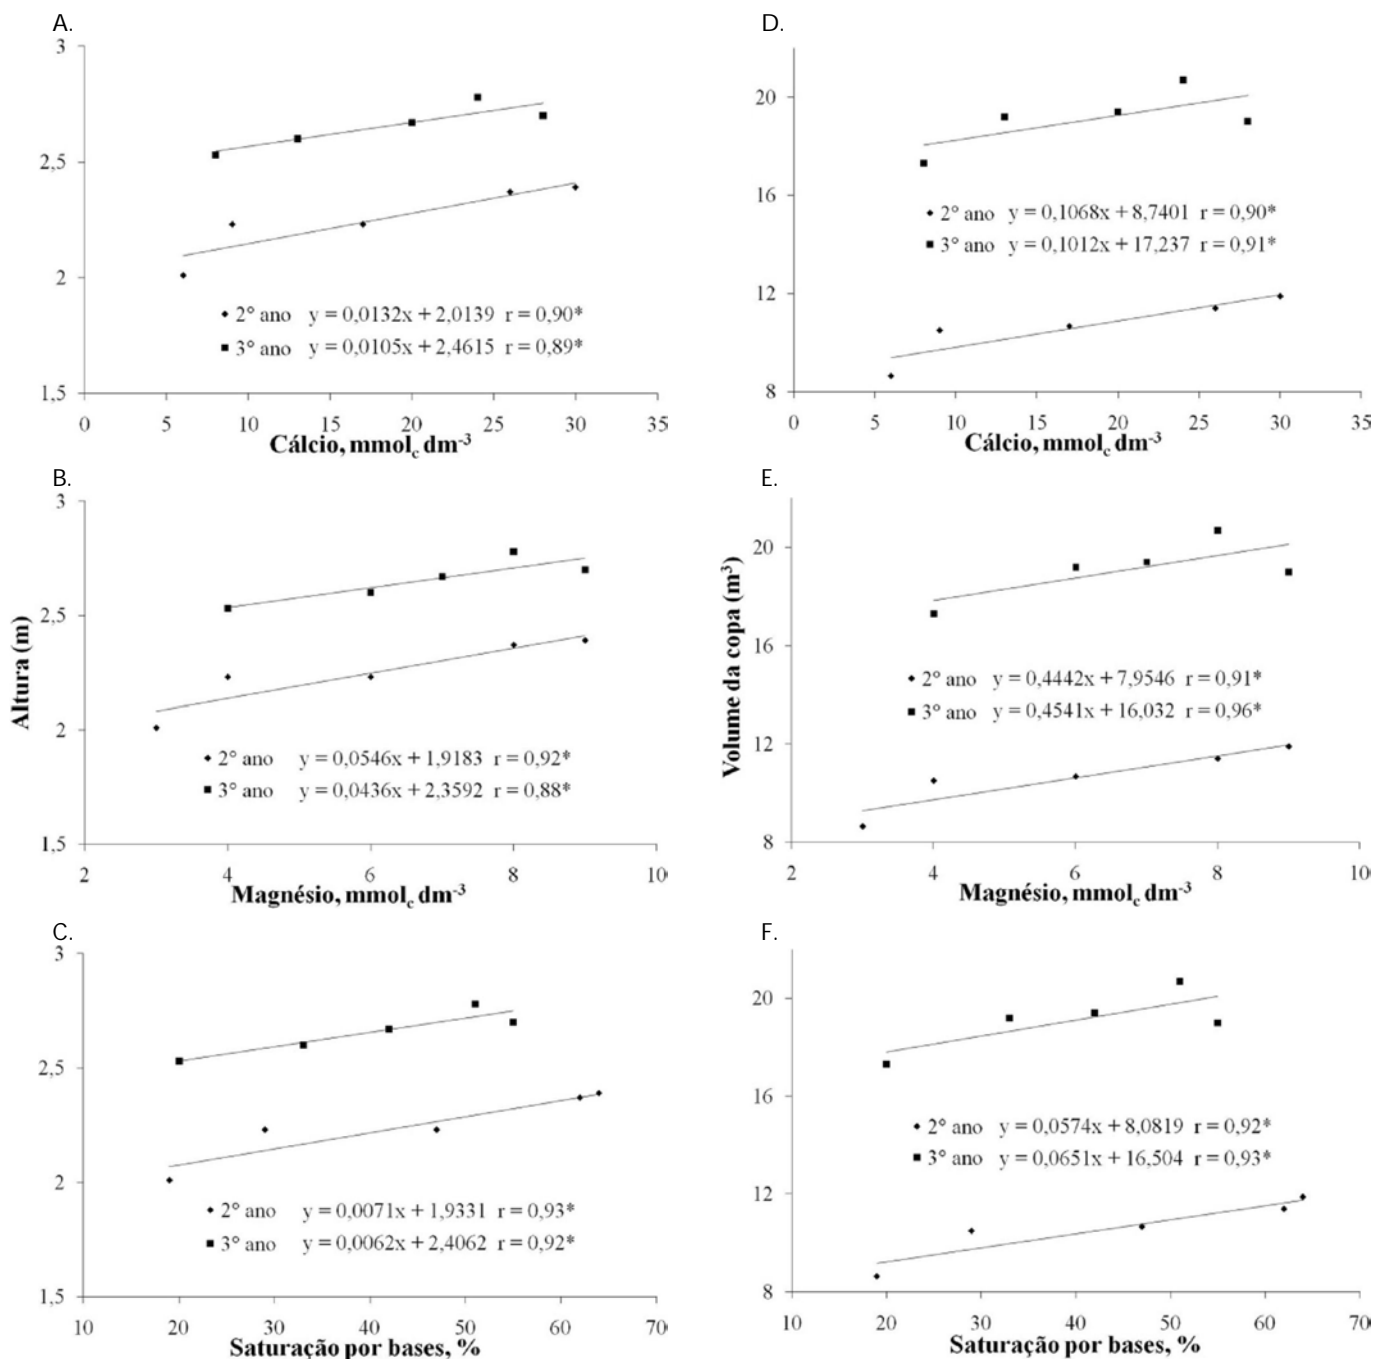 A.
3
2,5
2
1,5
0 5 10 15 20 25 30 35
2° ano y = 0,0132x + 2,0139 r = 0,90*
3° ano y = 0,0105x + 2,4615 r = 0,89*
Cálcio, mmolc dm-3
D.
20
16
12
8
0 5 10 15 20 25 30 35
2° ano y = 0,1068x + 8,7401 r = 0,90*
3° ano y = 0,1012x + 17,237 r = 0,91*
Cálcio, mmolc dm-3
B.
Altura (m)
3
2,5
2
1,5
2 4 6 8 10
2° ano y = 0,0546x + 1,9183 r = 0,92*
3° ano y = 0,0436x + 2,3592 r = 0,88*
Magnésio, mmolc dm-3
E.
Volume da copa (m³)
20
16
12
8
2 4 6 8 10
2° ano y = 0,4442x + 7,9546 r = 0,91*
3° ano y = 0,4541x + 16,032 r = 0,96*
Magnésio, mmolc dm-3
C.
3
2,5
2
1,5
10 20 30 40 50 60 70
2° ano y = 0,0071x + 1,9331 r = 0,93*
3° ano y = 0,0062x + 2,4062 r = 0,92*
Saturação por bases, %
F.
20
16
12
8
10 20 30 40 50 60 70
2° ano y = 0,0574x + 8,0819 r = 0,92*
3° ano y = 0,0651x + 16,504 r = 0,93*
Saturação por bases, %